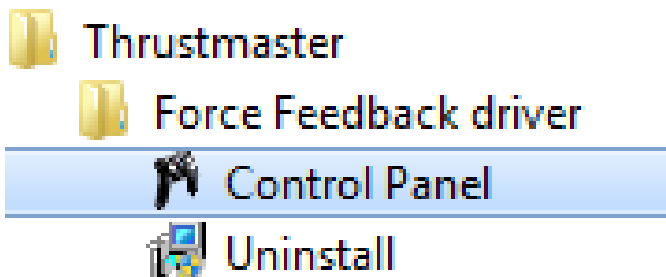 Thrustmaster
Force Feedback driver
Control Panel
Uninstall